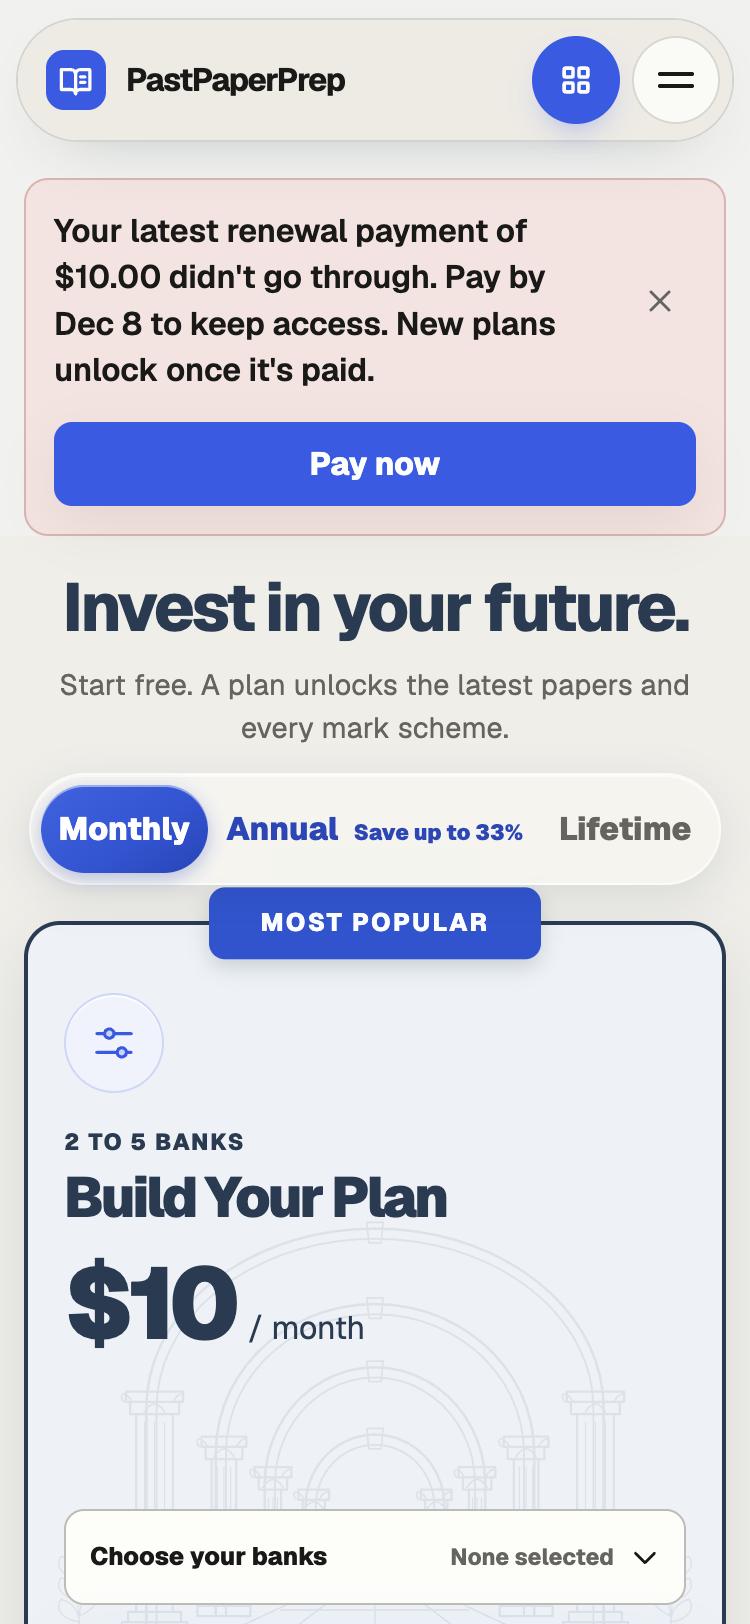 PastPaperPrep
Your latest renewal payment of
$10.00 didn't go through. Pay by
Dec 8 to keep access. New plans
unlock once it's paid.
Pay now
Invest in your future.
Start free. A plan unlocks the latest papers and
every mark scheme.
Monthly Annual Save up to 33% Lifetime
MOST POPULAR
2 TO 5 BANKS
Build Your Plan
$10 / month
Choose your banks None selected